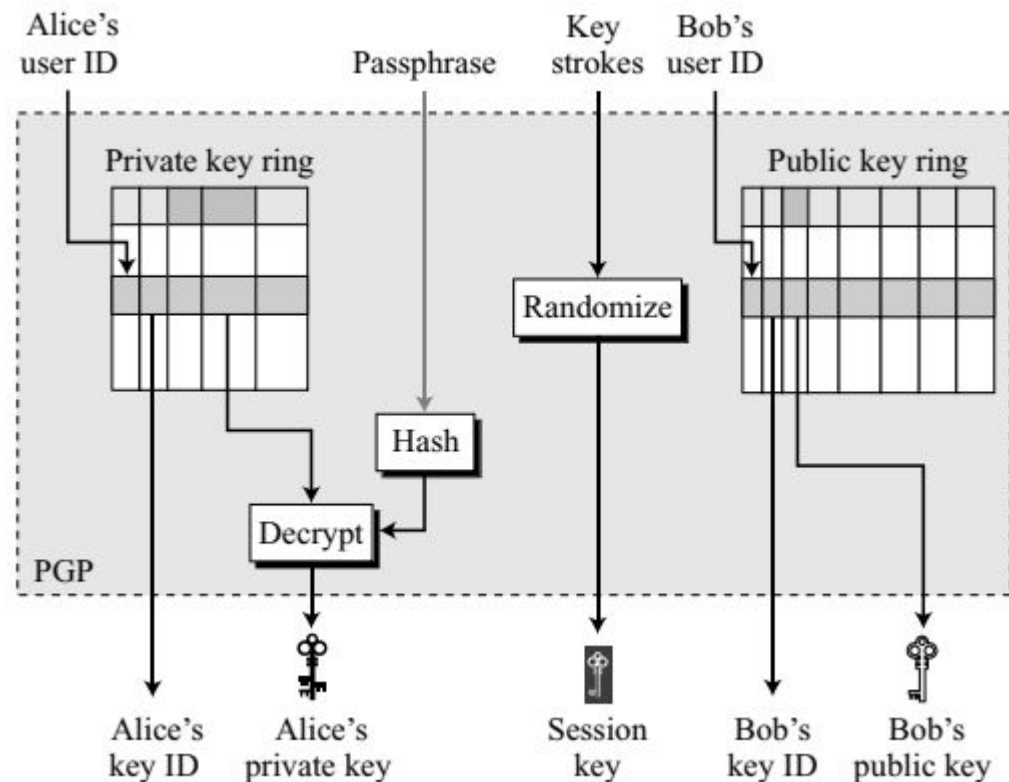 Alice's
user ID
Passphrase
Key
strokes
Bob's
user ID
Private key ring
Public key ring
Randomize
Hash
Decrypt
PGP
Alice's
key ID
Alice's
private key
Session
key
Bob's
key ID
Bob's
public key